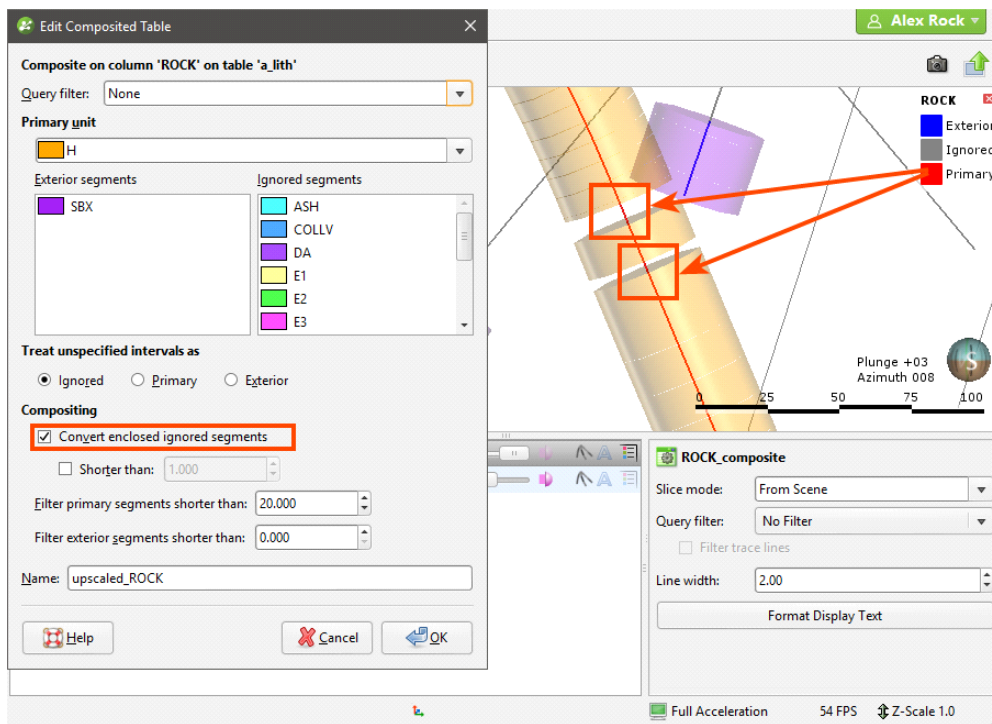 Edit Composited Table
Alex Rock
Composite on column 'ROCK' on table 'a_lith'
Query filter: None
Primary unit
H
Exterior segments Ignored segments
SBX
ASH
COLLV
DA
E1
E2
E3
Treat unspecified intervals as
Ignored Primary Exterior
Compositing
Convert enclosed ignored segments
Shorter than: 1.000
Filter primary segments shorter than: 20.000
Filter exterior segments shorter than: 0.000
Name: upscaled_ROCK
Help Cancel OK
ROCK
Exterior
Ignored
Primary
S
Plunge +03
Azimuth 008
0 25 50 75 100
ROCK_composite
Slice mode: From Scene
Query filter: No Filter
Filter trace lines
Line width: 2.00
Format Display Text
Full Acceleration 54 FPS Z-Scale 1.0